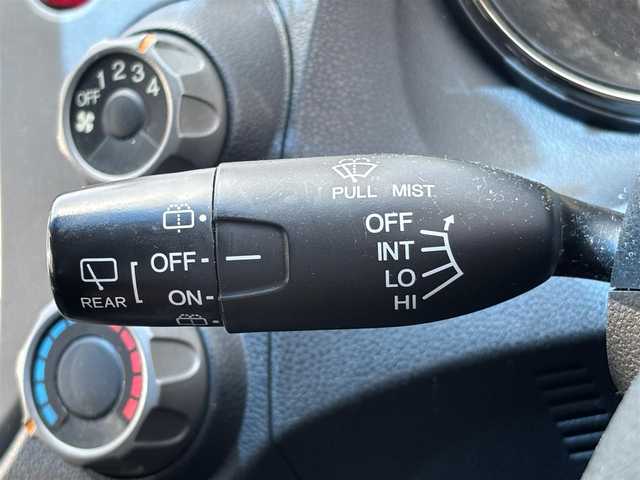 OFF 1 2 3 4
PULL MIST
OFF
INT
LO
HI
OFF
REAR
ON